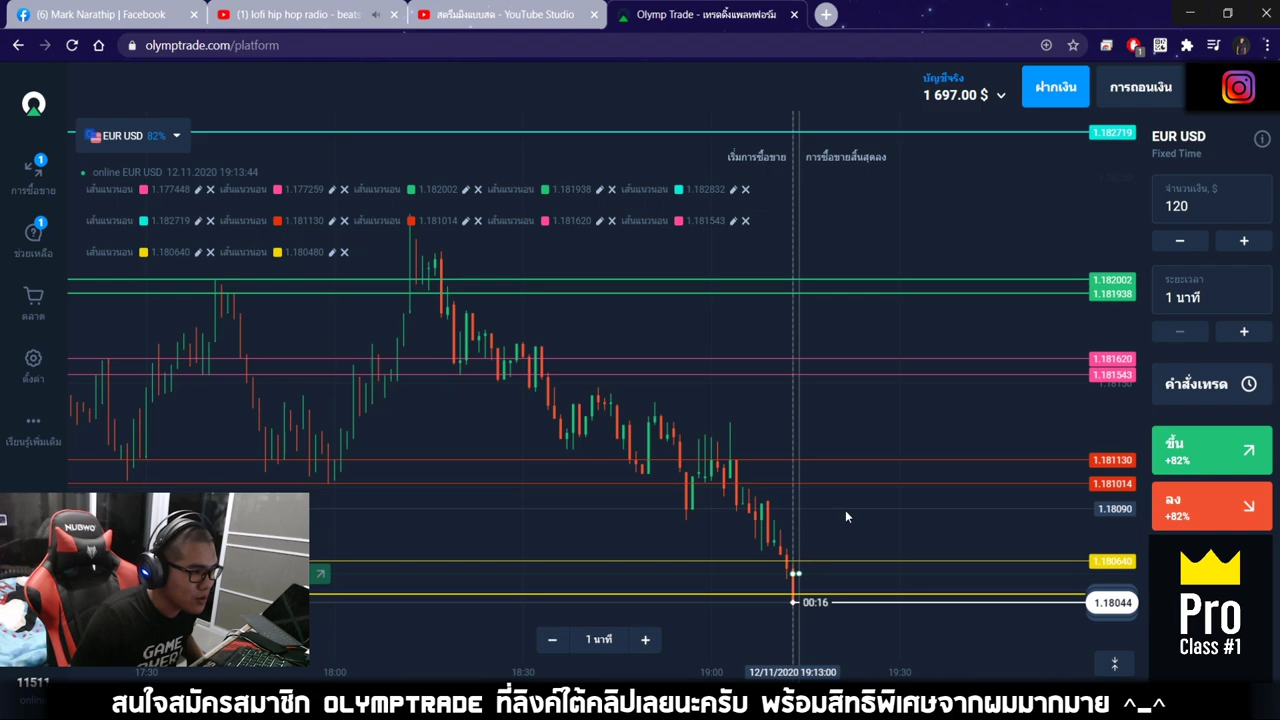 (6) Mark Narathip | Facebook
(1) lofi hip hop radio - beats
สตรีมมิงแบบสด - YouTube Studio
Olymp Trade - เทรดดิ้งแพลทฟอร์ม
olymptrade.com/platform
1
บัญชีจริง
1 697.00 $
ฝากเงิน
การถอนเงิน
EUR USD 82%
เริ่มการซื้อขาย
การซื้อขายสิ้นสุดลง
online EUR USD 12.11.2020 19:13:44
เส้นแนวนอน 1.177448 เส้นแนวนอน 1.177259 เส้นแนวนอน 1.182002 เส้นแนวนอน 1.181938 เส้นแนวนอน 1.182832
เส้นแนวนอน 1.182719 เส้นแนวนอน 1.181130 เส้นแนวนอน 1.181014 เส้นแนวนอน 1.181620 เส้นแนวนอน 1.181543
เส้นแนวนอน 1.180640 เส้นแนวนอน 1.180480
1
การซื้อขาย
1
ช่วยเหลือ
ตลาด
ตั้งค่า
เรียนรู้เพิ่มเติม
1.182719
1.182002
1.181938
1.181620
1.181543
1.181130
1.181014
1.18090
1.180640
1.18044
00:16
1 นาที
17:30
18:00
18:30
19:00
12/11/2020 19:13:00
19:30
EUR USD
Fixed Time
จำนวนเงิน, $
120
ระยะเวลา
1 นาที
คำสั่งเทรด
ขึ้น
+82%
ลง
+82%
Pro
Class #1
NUBWO
GAME
OVER
11511
สนใจสมัครสมาชิก OLYMPTRADE ที่ลิงค์ใต้คลิปเลยนะครับ พร้อมสิทธิพิเศษจากผมมากมาย ^_^